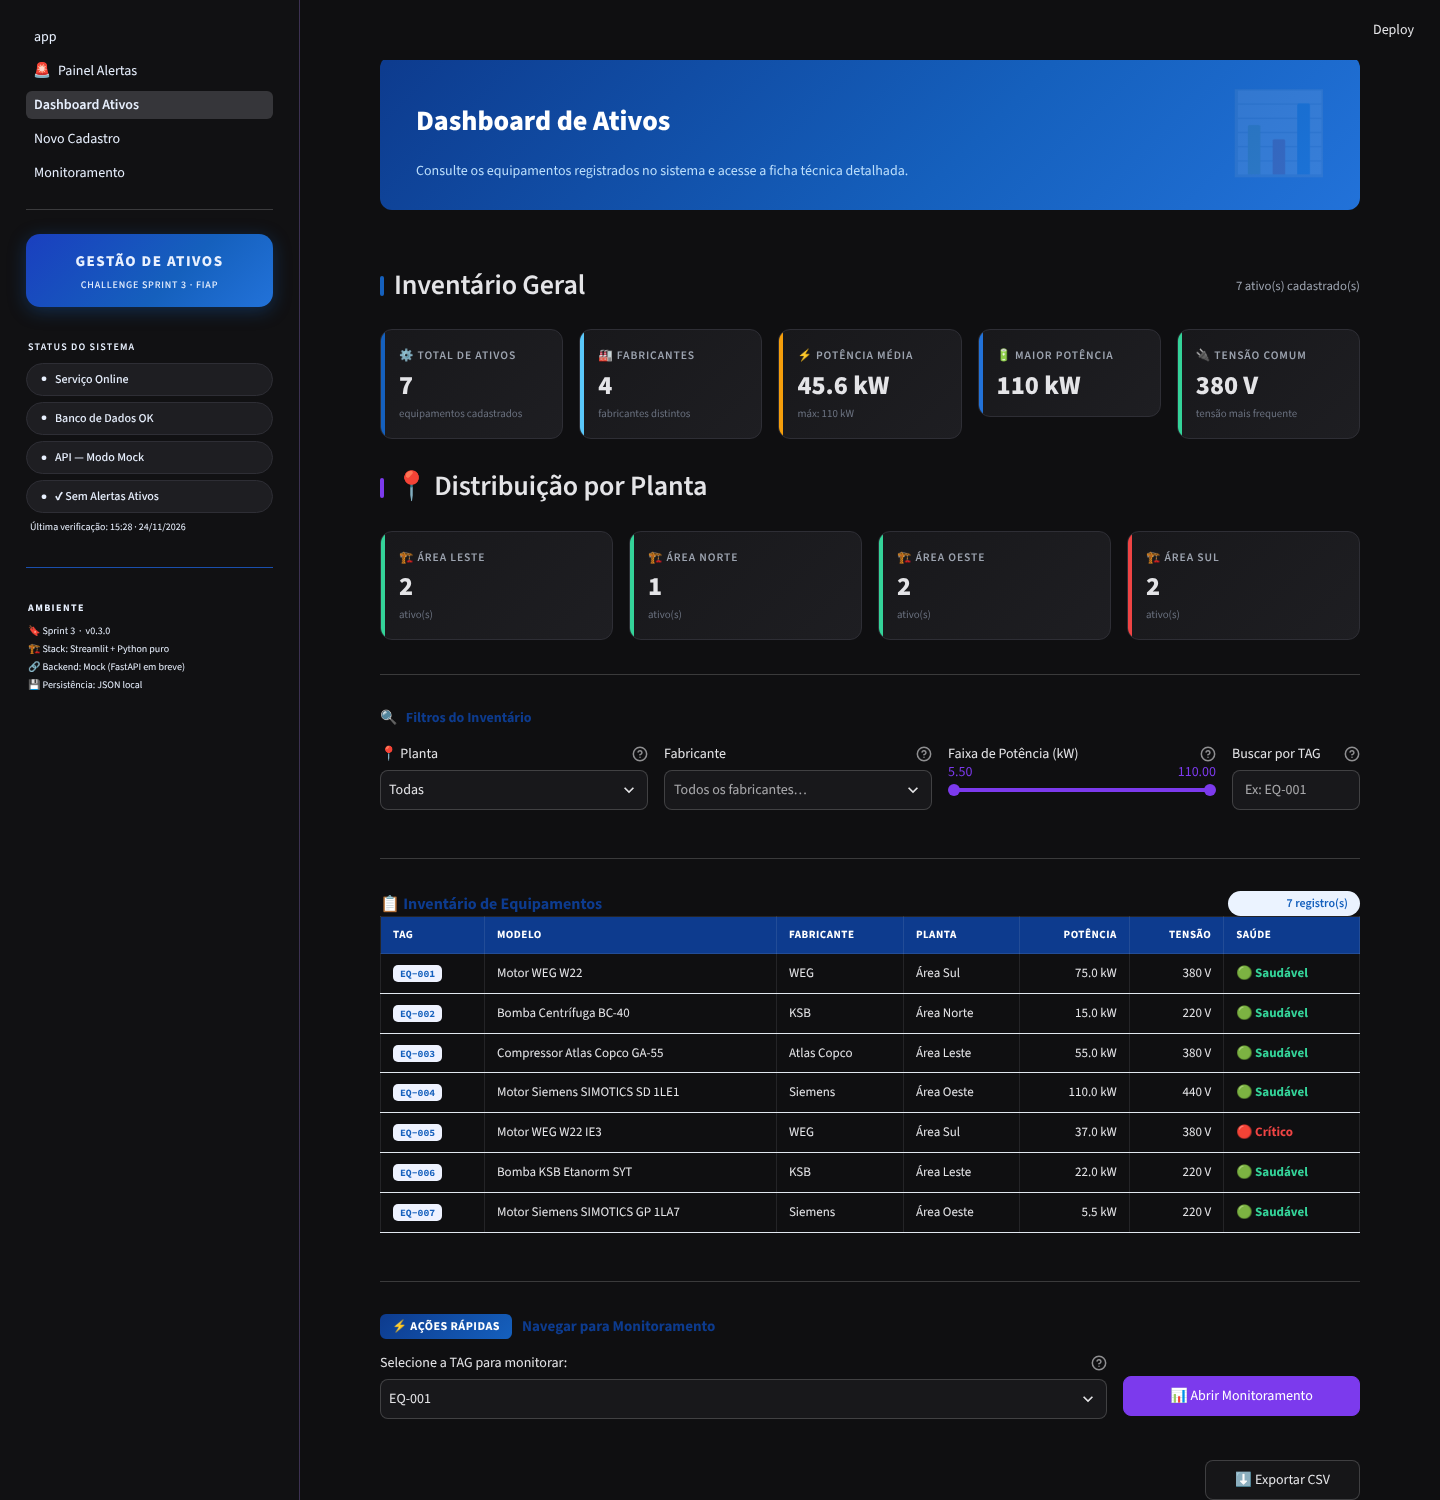 app
🚨 Painel Alertas
Dashboard Ativos
Novo Cadastro
Monitoramento
GESTÃO DE ATIVOS
CHALLENGE SPRINT 3 · FIAP
STATUS DO SISTEMA
Serviço Online
Banco de Dados OK
API — Modo Mock
✓ Sem Alertas Ativos
Última verificação: 15:28 · 24/11/2026
AMBIENTE
🔖 Sprint 3 · v0.3.0
🏗️ Stack: Streamlit + Python puro
🔗 Backend: Mock (FastAPI em breve)
💾 Persistência: JSON local
Deploy
Dashboard de Ativos
Consulte os equipamentos registrados no sistema e acesse a ficha técnica detalhada.
Inventário Geral
7 ativo(s) cadastrado(s)
⚙️ TOTAL DE ATIVOS
7
equipamentos cadastrados
🏭 FABRICANTES
4
fabricantes distintos
⚡ POTÊNCIA MÉDIA
45.6 kW
máx: 110 kW
🔋 MAIOR POTÊNCIA
110 kW
🔌 TENSÃO COMUM
380 V
tensão mais frequente
📍 Distribuição por Planta
🏗️ ÁREA LESTE
2
ativo(s)
🏗️ ÁREA NORTE
1
ativo(s)
🏗️ ÁREA OESTE
2
ativo(s)
🏗️ ÁREA SUL
2
ativo(s)
🔍 Filtros do Inventário
📍 Planta
Todas
Fabricante
Todos os fabricantes...
Faixa de Potência (kW)
5.50 110.00
Buscar por TAG
Ex: EQ-001
📋 Inventário de Equipamentos
7 registro(s)
TAG MODELO FABRICANTE PLANTA POTÊNCIA TENSÃO SAÚDE
EQ-001 Motor WEG W22 WEG Área Sul 75.0 kW 380 V 🟢 Saudável
EQ-002 Bomba Centrífuga BC-40 KSB Área Norte 15.0 kW 220 V 🟢 Saudável
EQ-003 Compressor Atlas Copco GA-55 Atlas Copco Área Leste 55.0 kW 380 V 🟢 Saudável
EQ-004 Motor Siemens SIMOTICS SD 1LE1 Siemens Área Oeste 110.0 kW 440 V 🟢 Saudável
EQ-005 Motor WEG W22 IE3 WEG Área Sul 37.0 kW 380 V 🔴 Crítico
EQ-006 Bomba KSB Etanorm SYT KSB Área Leste 22.0 kW 220 V 🟢 Saudável
EQ-007 Motor Siemens SIMOTICS GP 1LA7 Siemens Área Oeste 5.5 kW 220 V 🟢 Saudável
⚡ AÇÕES RÁPIDAS Navegar para Monitoramento
Selecione a TAG para monitorar:
EQ-001
📊 Abrir Monitoramento
⬇️ Exportar CSV